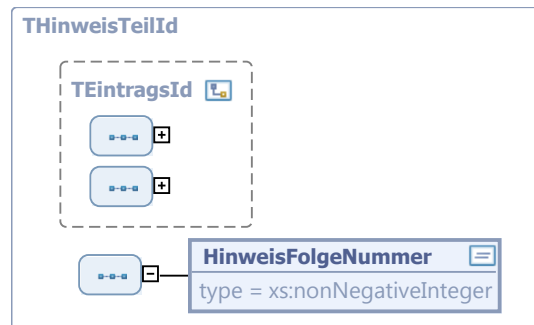 THinweisTeilId
TEintragsId
HinweisFolgeNummer
type = xs:nonNegativeInteger